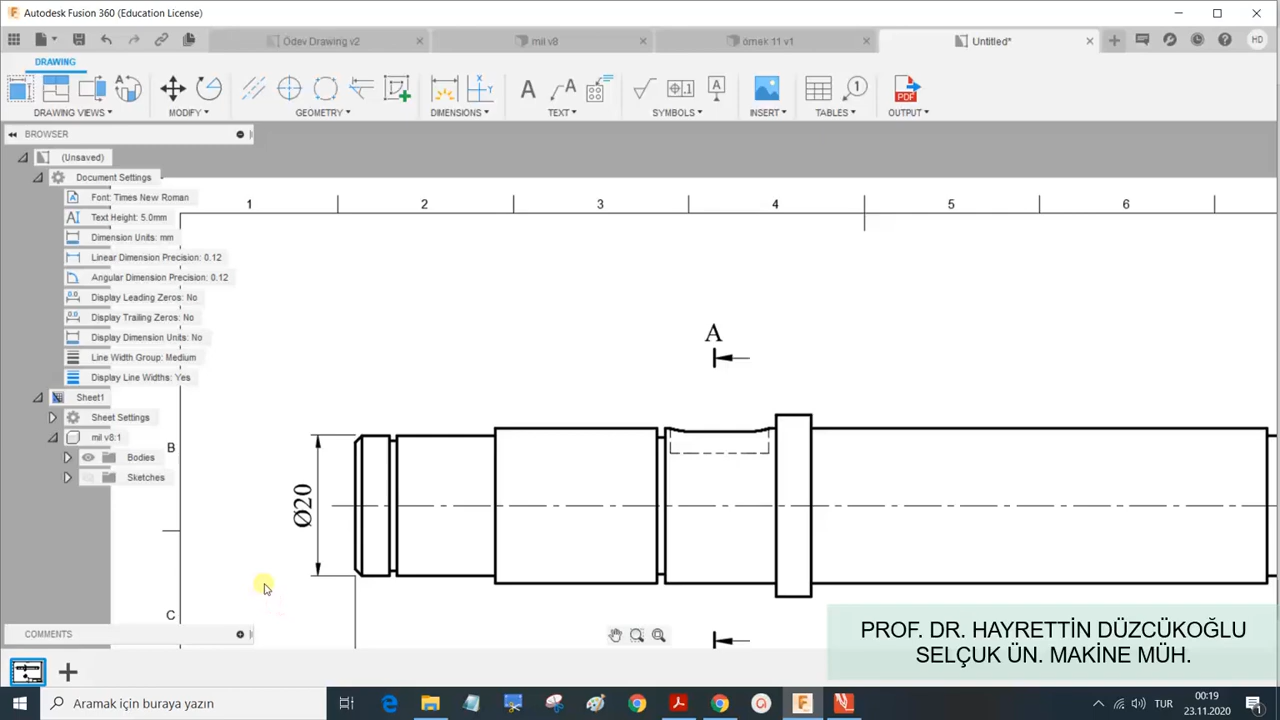 Autodesk Fusion 360 (Education License)
Ödev Drawing v2
mil v8
örnek 11 v1
Untitled*
HD
DRAWING
DRAWING VIEWS
MODIFY
GEOMETRY
DIMENSIONS
TEXT
SYMBOLS
INSERT
TABLES
OUTPUT
PDF
BROWSER
(Unsaved)
Document Settings
Font: Times New Roman
Text Height: 5.0mm
Dimension Units: mm
Linear Dimension Precision: 0.12
Angular Dimension Precision: 0.12
Display Leading Zeros: No
Display Trailing Zeros: No
Display Dimension Units: No
Line Width Group: Medium
Display Line Widths: Yes
Sheet1
Sheet Settings
mil v8:1
Bodies
Sketches
1 2 3 4 5 6
A
B
Ø20
C
COMMENTS
PROF. DR. HAYRETTİN DÜZCÜKOĞLU
SELÇUK ÜN. MAKİNE MÜH.
Aramak için buraya yazın
TUR
00:19
23.11.2020
1